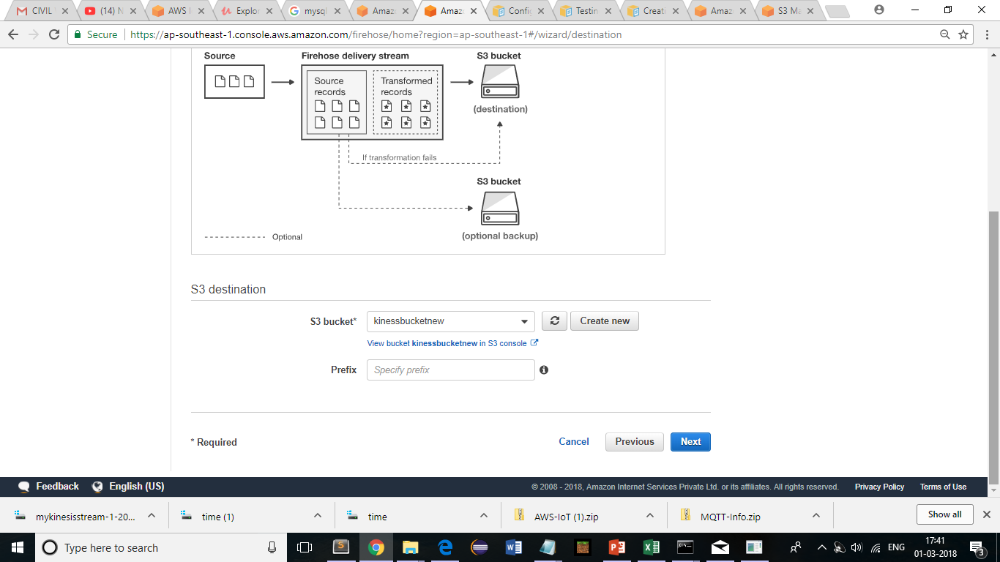 CIVIL
(14) N
AWS I
Explor
mysql
Amaz
Amaz
Config
Testin
Creati
Amaz
S3 Ma
Secure
https://ap-southeast-1.console.aws.amazon.com/firehose/home?region=ap-southeast-1#/wizard/destination
Source
Firehose delivery stream
S3 bucket
Source
records
Transformed
records
(destination)
If transformation fails
S3 bucket
(optional backup)
Optional
S3 destination
S3 bucket*
kinessbucketnew
Create new
View bucket kinessbucketnew in S3 console
Prefix
Specify prefix
* Required
Cancel
Previous
Next
Feedback
English (US)
© 2008 - 2018, Amazon Internet Services Private Ltd. or its affiliates. All rights reserved.
Privacy Policy
Terms of Use
mykinesisstream-1-20...
time (1)
time
AWS-IoT (1).zip
MQTT-Info.zip
Show all
Type here to search
ENG
17:41
01-03-2018
3